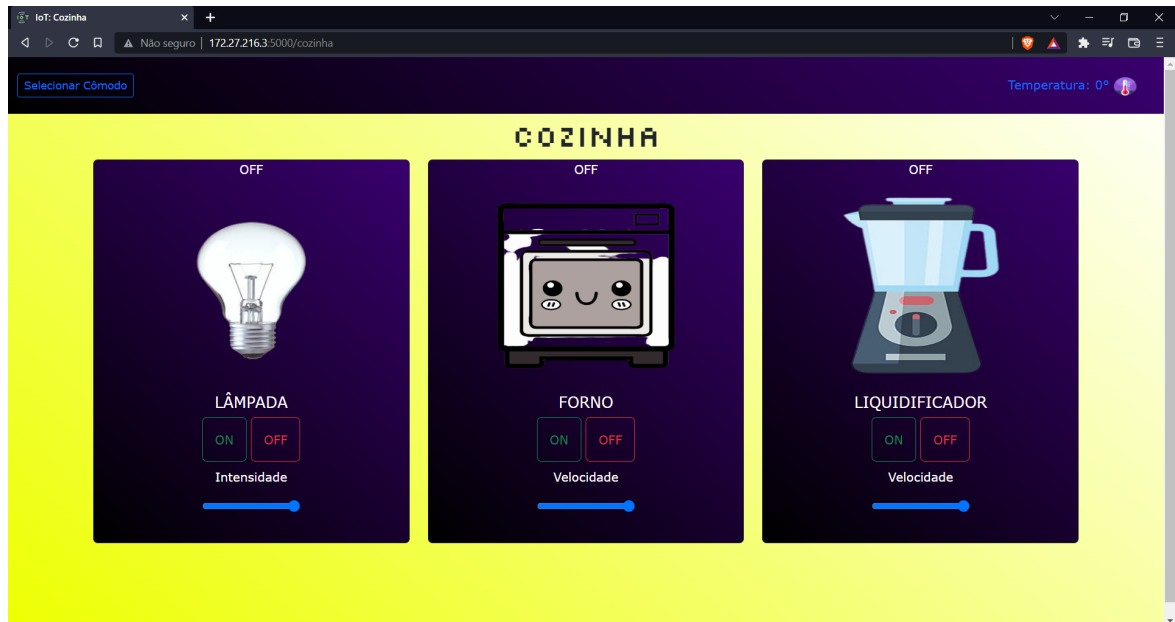 IoT: Cozinha
Não seguro | 172.27.216.3:5000/cozinha
Selecionar Cômodo
Temperatura: 0°
COZINHA
OFF
OFF
OFF
LÂMPADA
FORNO
LIQUIDIFICADOR
ON OFF
ON OFF
ON OFF
Intensidade
Velocidade
Velocidade